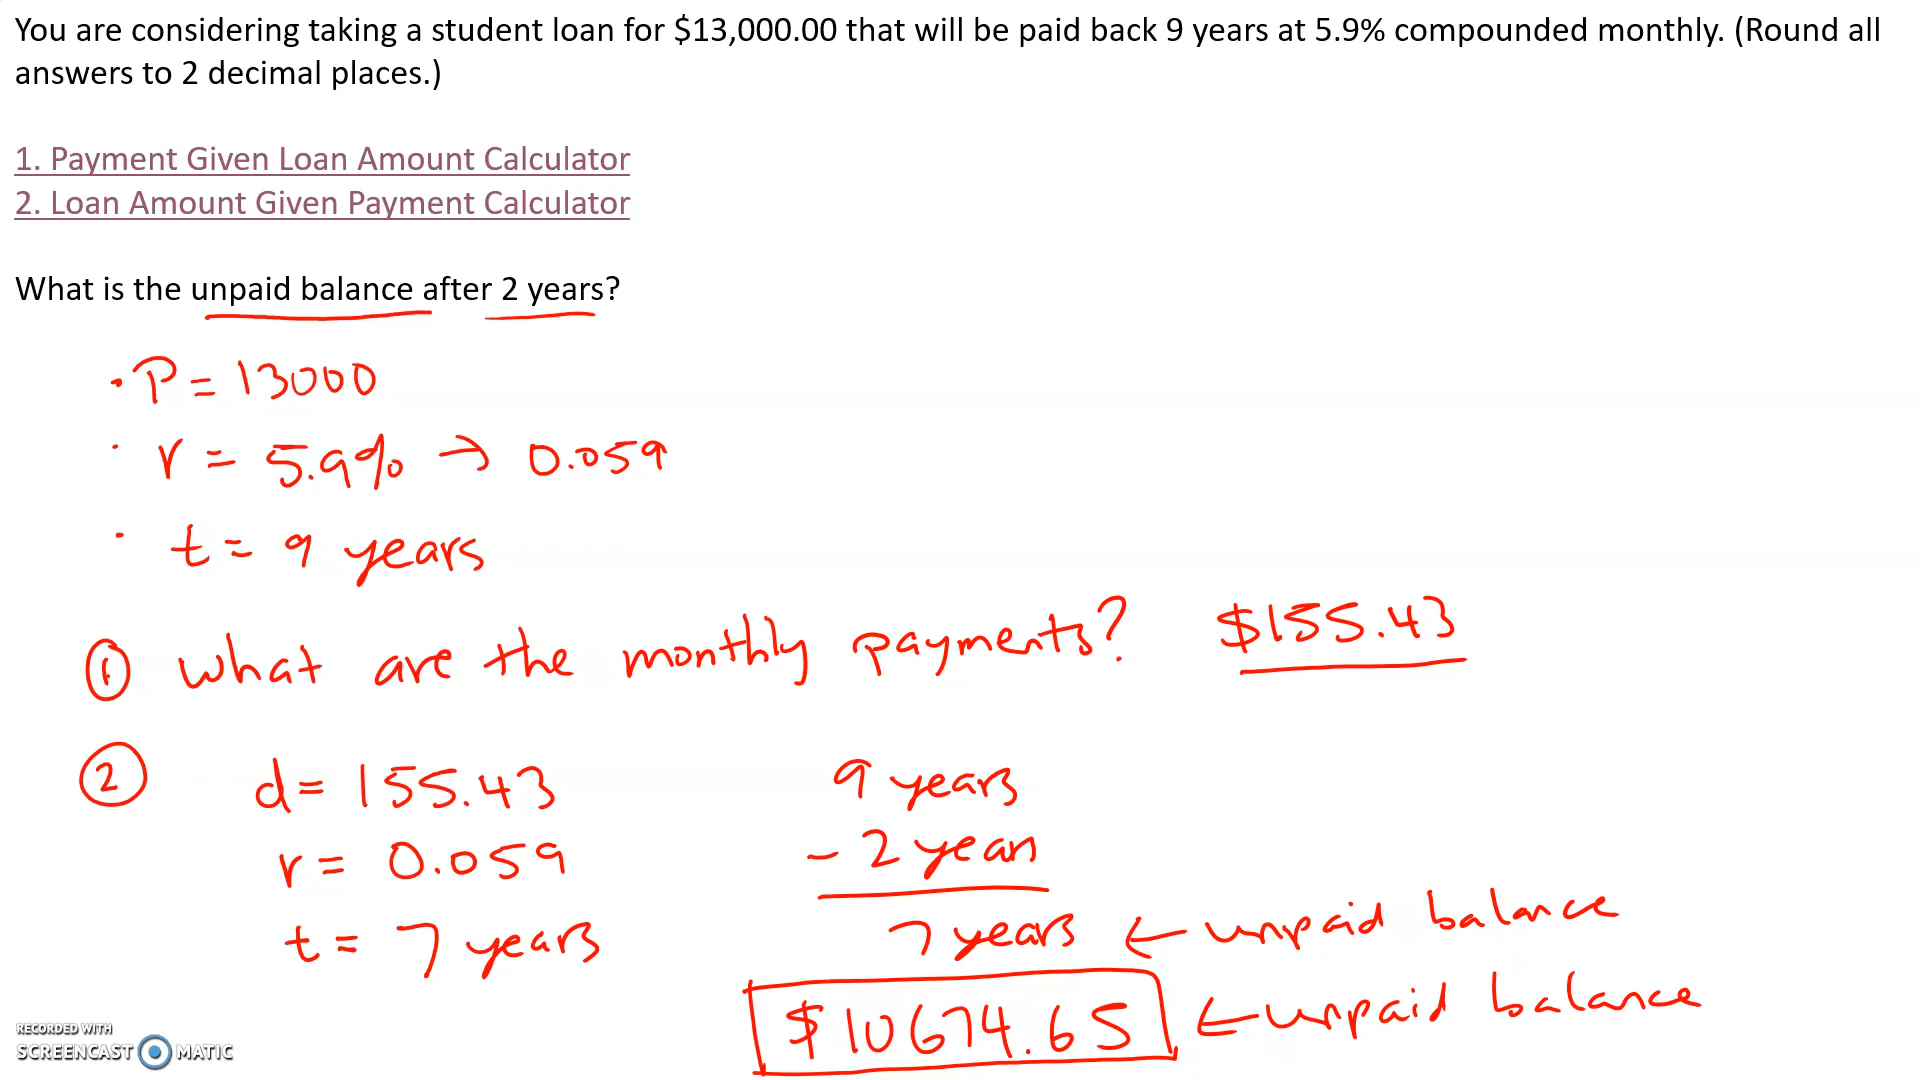 You are considering taking a student loan for $13,000.00 that will be paid back 9 years at 5.9% compounded monthly. (Round all
answers to 2 decimal places.)
1. Payment Given Loan Amount Calculator
2. Loan Amount Given Payment Calculator
What is the unpaid balance after 2 years?
· P = 13000
· r = 5.9% → 0.059
· t = 9 years
① what are the monthly payments? $155.43
② d = 155.43 9 years
r = 0.059 - 2 years
t = 7 years 7 years ← unpaid balance
$10674.65 ← unpaid balance
RECORDED WITH
SCREENCAST MATIC